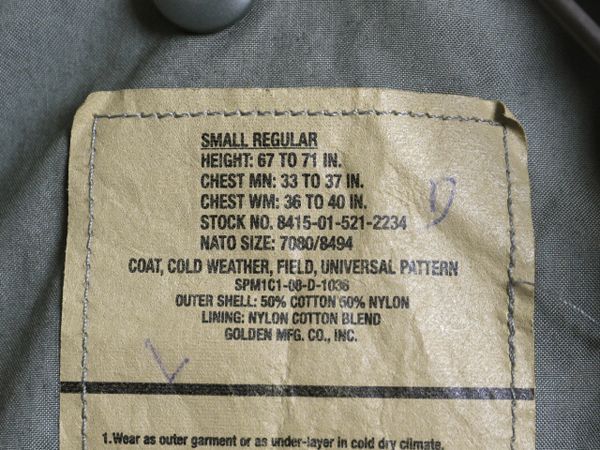 SMALL REGULAR
HEIGHT: 67 TO 71 IN.
CHEST MN: 33 TO 37 IN.
CHEST WM: 36 TO 40 IN.
STOCK NO. 8415-01-521-2234
NATO SIZE: 7080/8494
COAT, COLD WEATHER, FIELD, UNIVERSAL PATTERN
SPM1C1-08-D-1036
OUTER SHELL: 50% COTTON 50% NYLON
LINING: NYLON COTTON BLEND
GOLDEN MFG. CO., INC.
1.Wear as outer garment or as under-layer in cold dry climate.